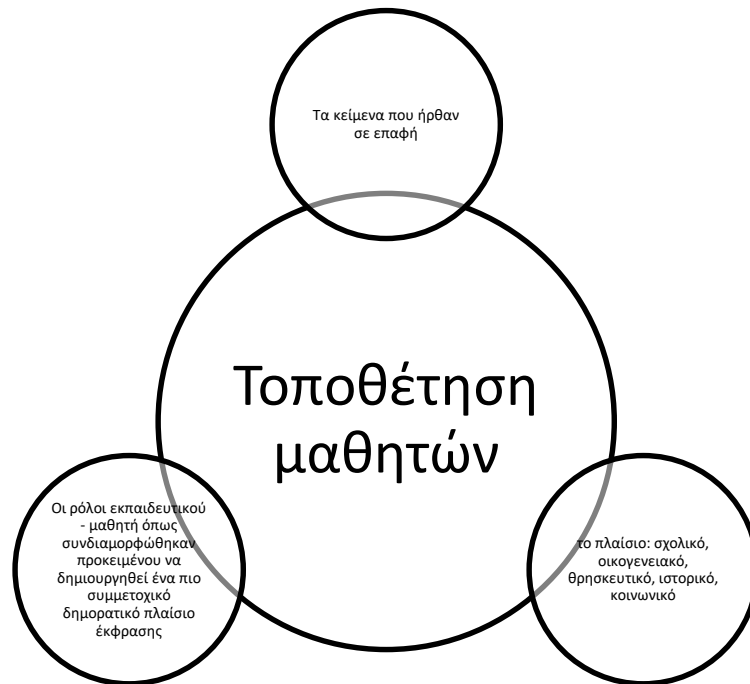 Τα κείμενα που ήρθαν
σε επαφή
Τοποθέτηση
μαθητών
Οι ρόλοι εκπαιδευτικού
- μαθητή όπως
συνδιαμορφώθηκαν
προκειμένου να
δημιουργηθεί ένα πιο
συμμετοχικό
δημορατικό πλαίσιο
έκφρασης
το πλαίσιο: σχολικό,
οικογενειακό,
θρησκευτικό, ιστορικό,
κοινωνικό